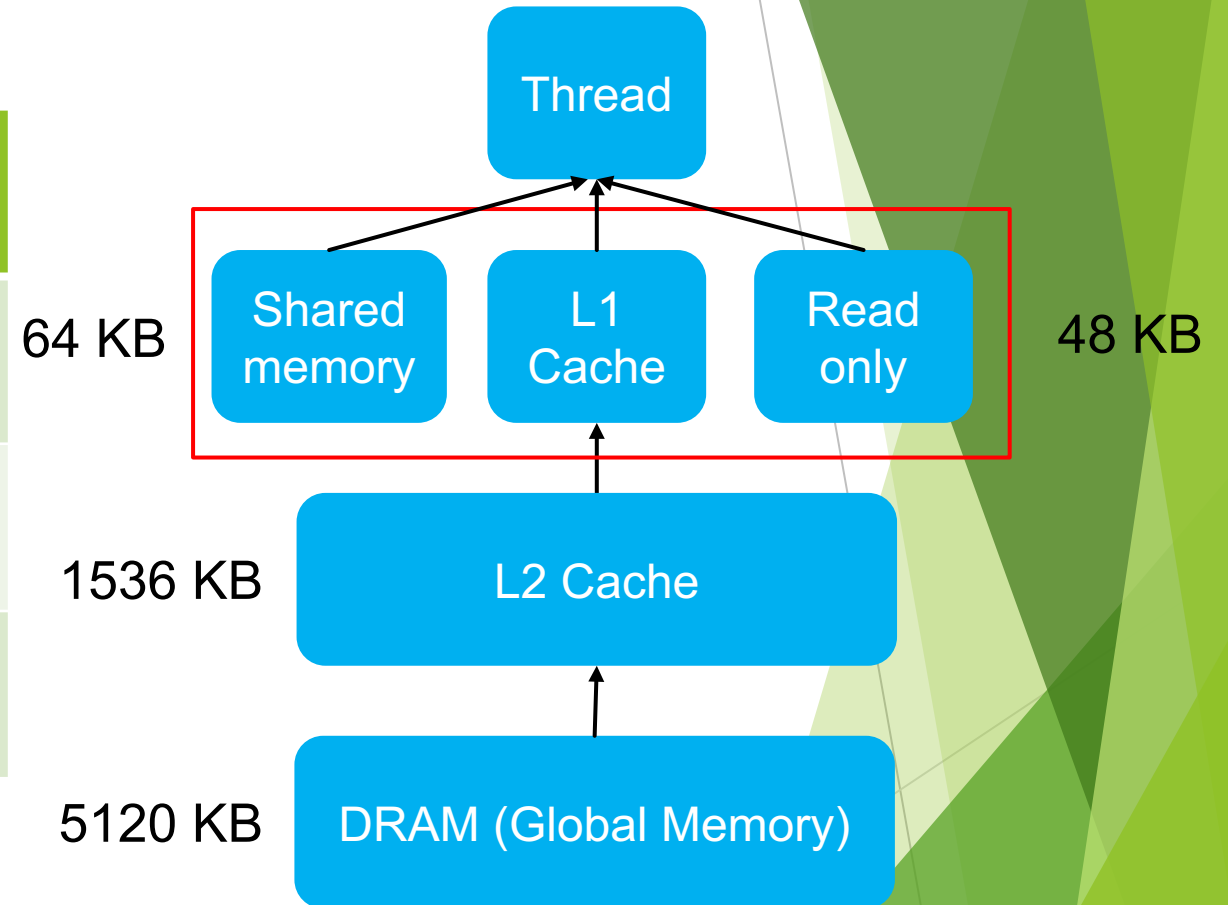 Thread
64 KB
Shared
memory
L1
Cache
Read
only
48 KB
1536 KB
L2 Cache
5120 KB
DRAM (Global Memory)